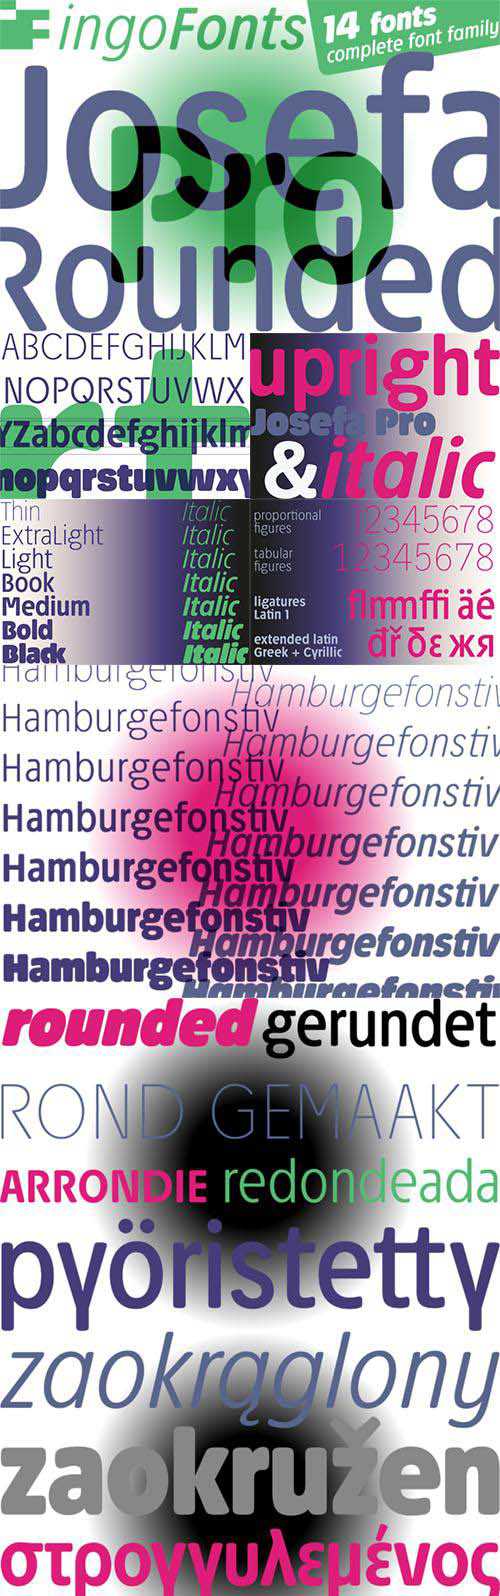 ingoFonts
14 fonts
complete font family
Josefa
Pro
Rounded
ABCDEFGHIJKLM
NOPQRSTUVWX
YZabcdefghijklm
nopqrstuvwxy
rt
upright
Josefa Pro
& italic
Thin Italic
ExtraLight Italic
Light Italic
Book Italic
Medium Italic
Bold Italic
Black Italic
proportional figures 12345678
tabular figures 12345678
ligatures
Latin 1
flmmffi äé
extended latin
Greek + Cyrillic
đř δε жя
Hamburgefonstiv
Hamburgefonstiv
Hamburgefonstiv
Hamburgefonstiv
Hamburgefonstiv
Hamburgefonstiv
Hamburgefonstiv
Hamburgefonstiv
Hamburgefonstiv
Hamburgefonstiv
Hamburgefonstiv
Hamburgefonstiv
Hamburgefonstiv
Hamburgefonstiv
rounded gerundet
ROND GEMAAKT
ARRONDIE redondeada
pyöristetty
zaokrąglony
zaokružen
στρογγυλεμένος